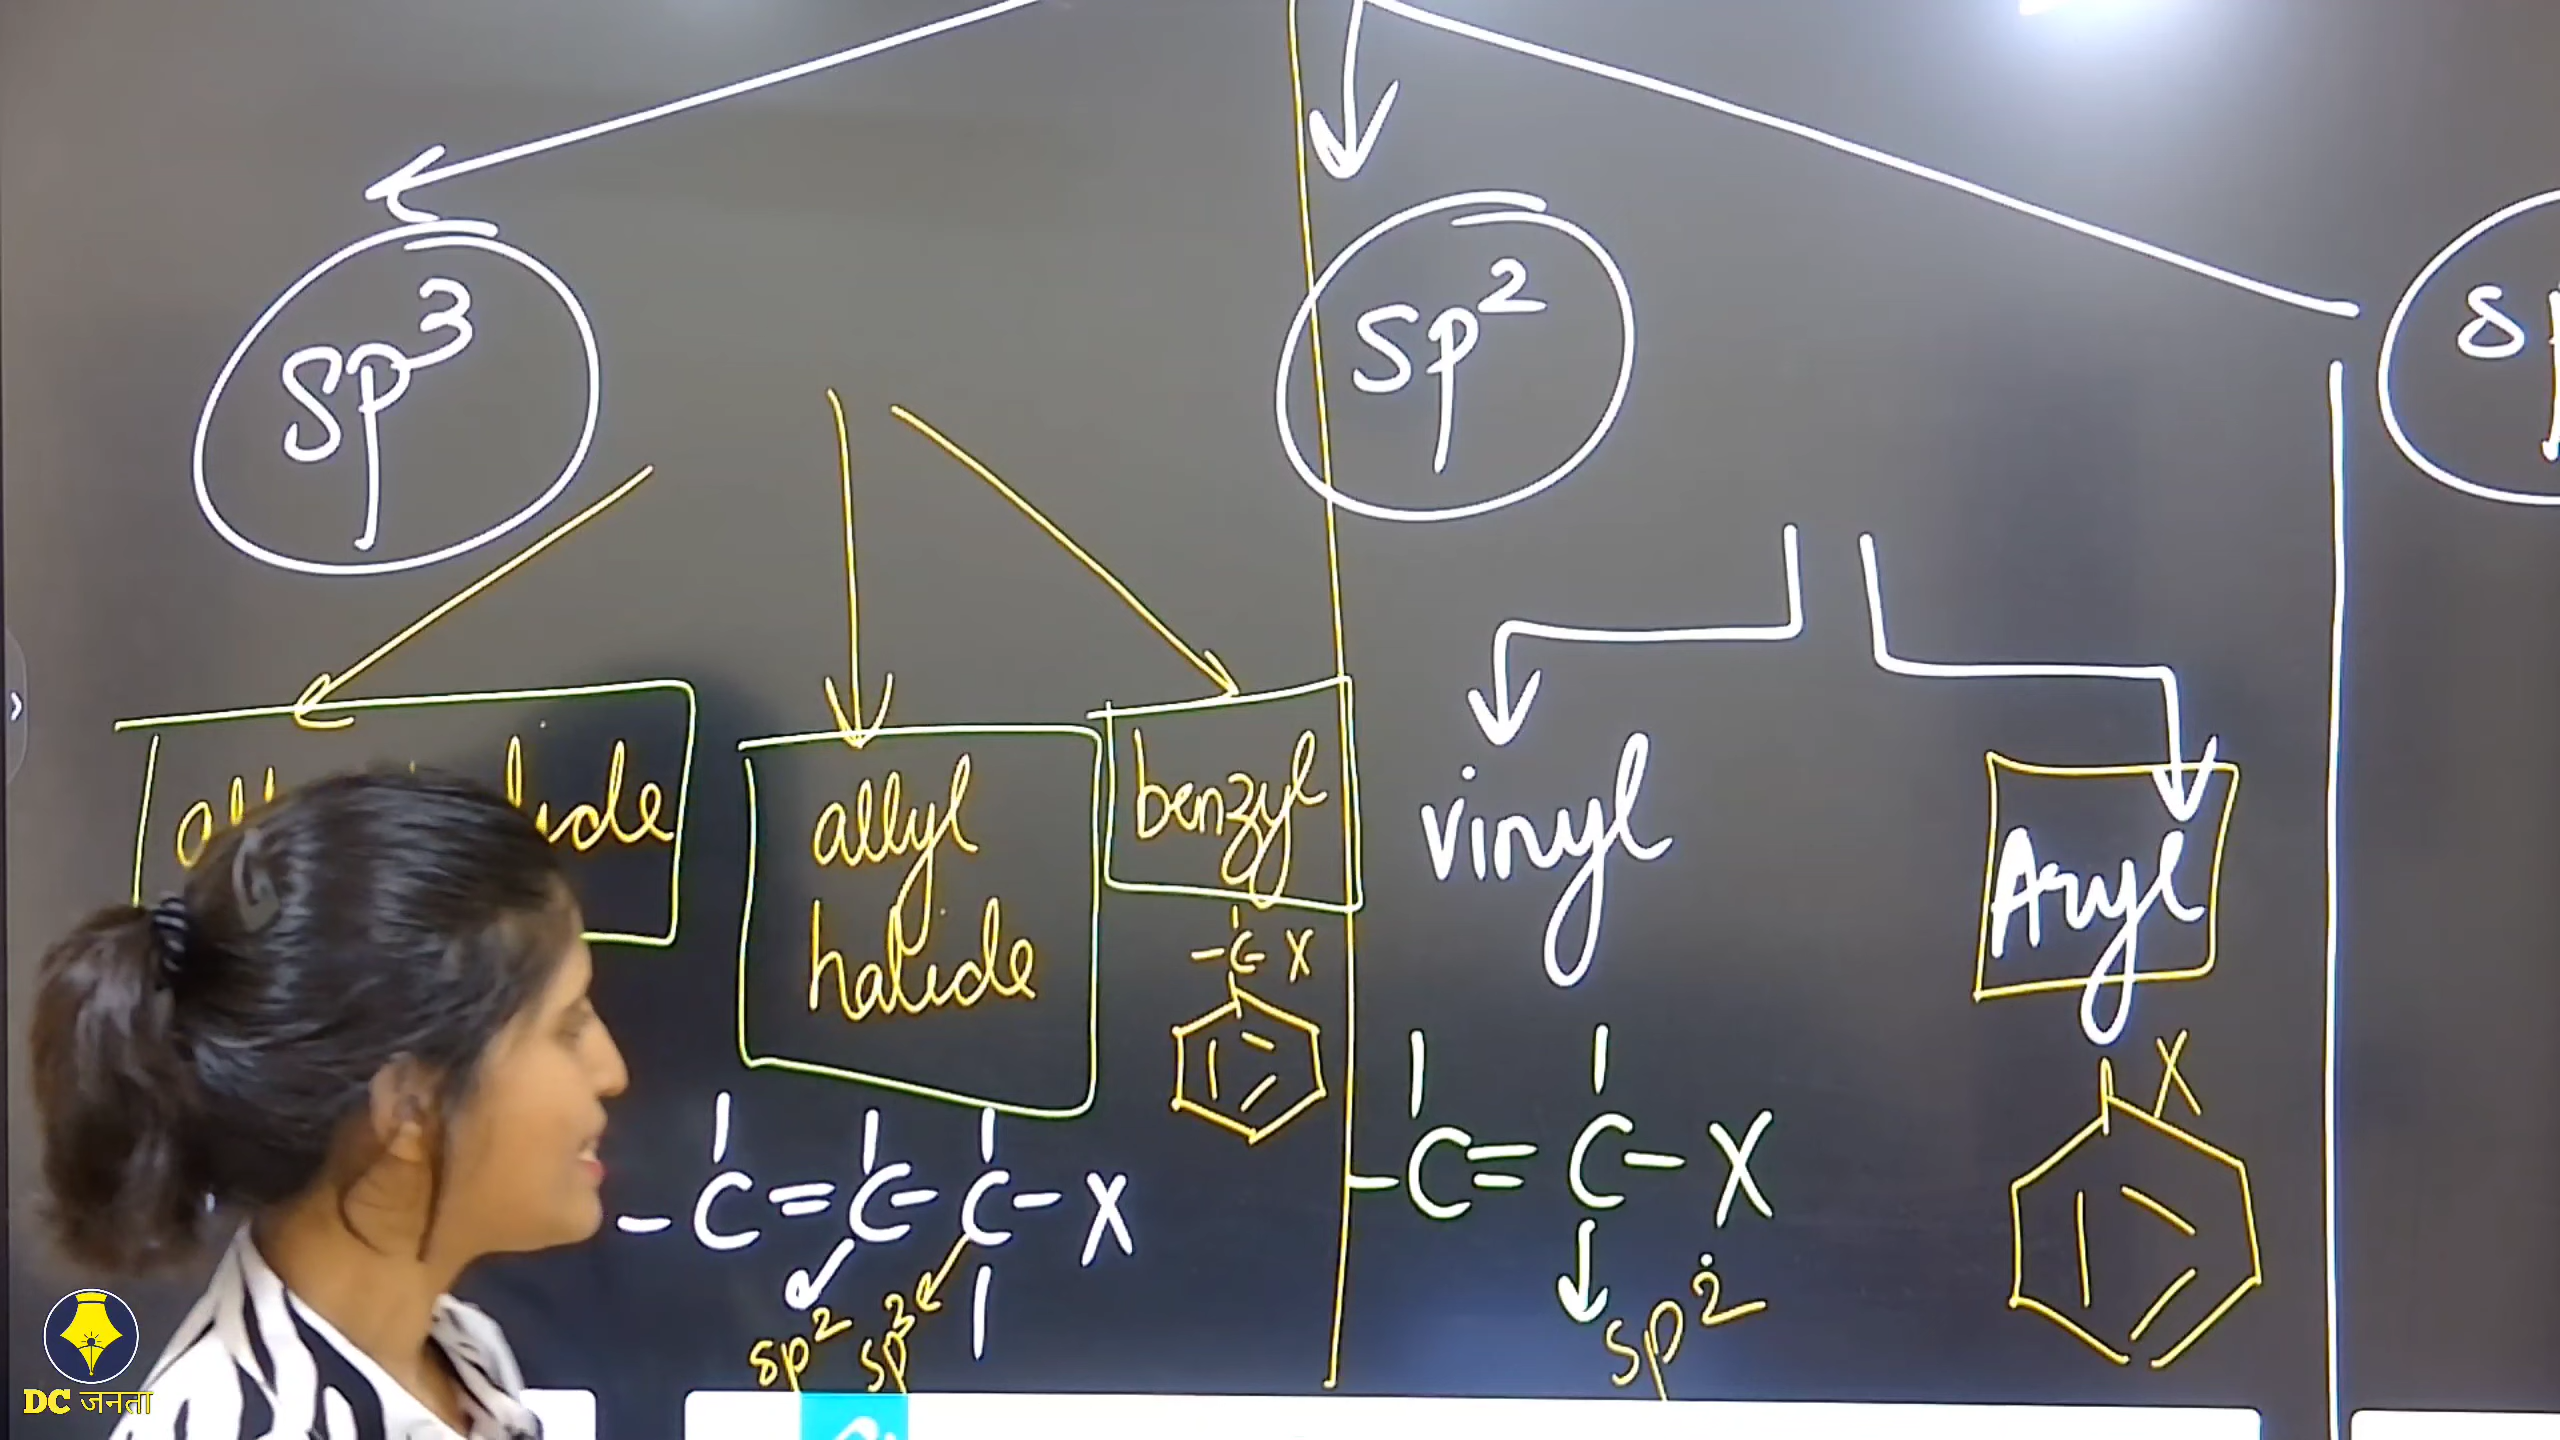 sp³
sp²
allyl
halide
benzyl
vinyl
Aryl
-C- X
X
-C=C-C-X
-C=C-X
sp²
sp³
sp²
DC जनता